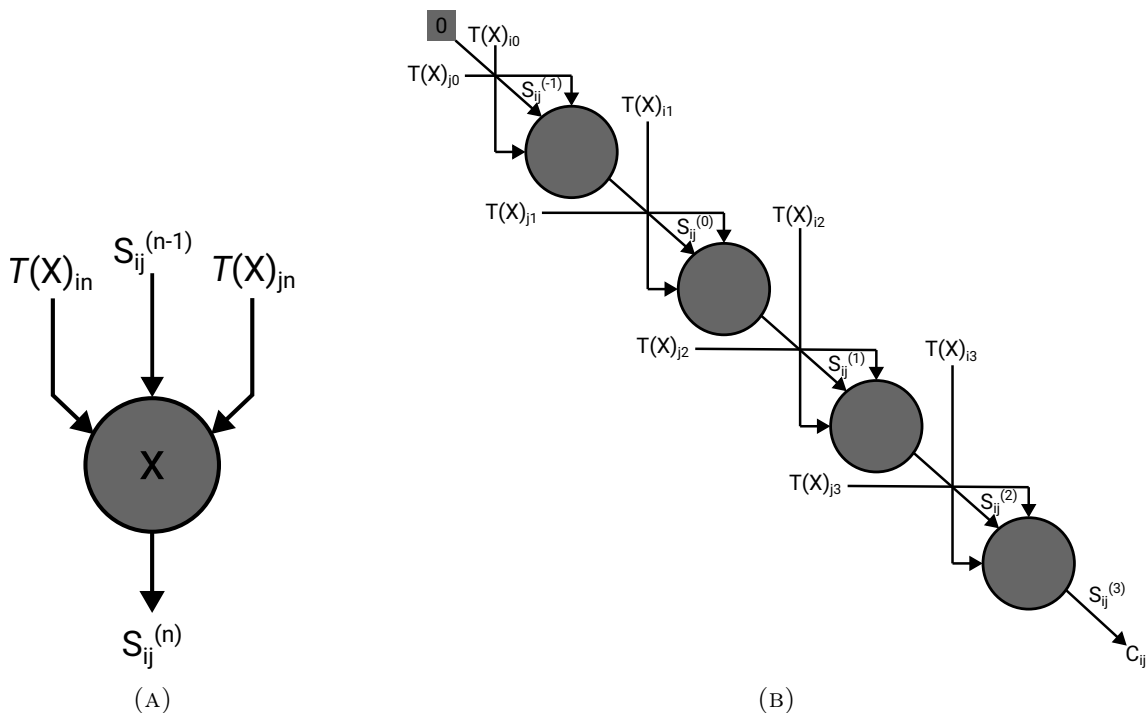 T(X)in
Sij(n-1)
T(X)jn
X
Sij(n)
(A)
0
T(X)i0
T(X)j0
Sij(-1)
T(X)i1
T(X)j1
Sij(0)
T(X)i2
T(X)j2
Sij(1)
T(X)i3
T(X)j3
Sij(2)
Sij(3)
Cij
(B)